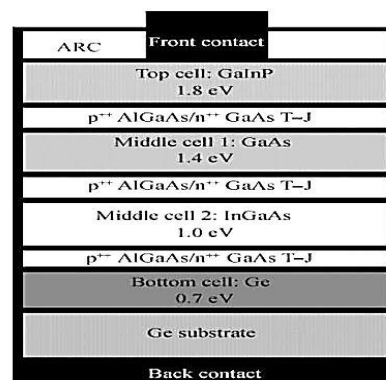 Front contact
ARC
Top cell: GaInP
1.8 eV
p⁺⁺ AlGaAs/n⁺⁺ GaAs T–J
Middle cell 1: GaAs
1.4 eV
p⁺⁺ AlGaAs/n⁺⁺ GaAs T–J
Middle cell 2: InGaAs
1.0 eV
p⁺⁺ AlGaAs/n⁺⁺ GaAs T–J
Bottom cell: Ge
0.7 eV
Ge substrate
Back contact